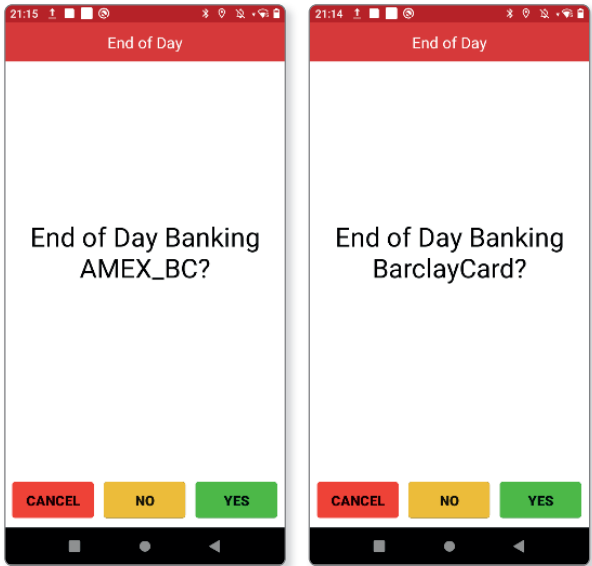 21:15
End of Day
End of Day Banking
AMEX_BC?
CANCEL
NO
YES
21:14
End of Day
End of Day Banking
BarclayCard?
CANCEL
NO
YES